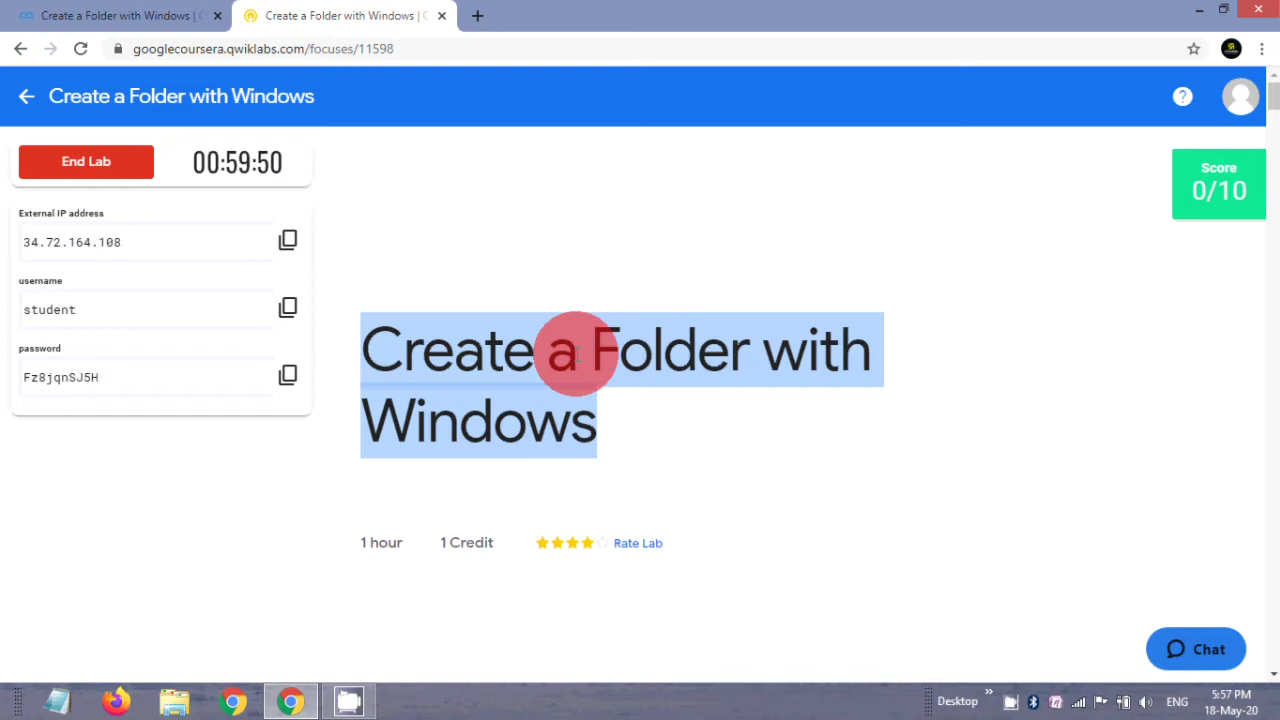 Create a Folder with Windows | C
Create a Folder with Windows | C
googlecoursera.qwiklabs.com/focuses/11598
Create a Folder with Windows
End Lab
00:59:50
Score
0/10
External IP address
34.72.164.108
username
student
password
Fz8jqnSJ5H
Create a Folder with
Windows
1 hour
1 Credit
Rate Lab
Chat
Desktop
ENG
5:57 PM
18-May-20